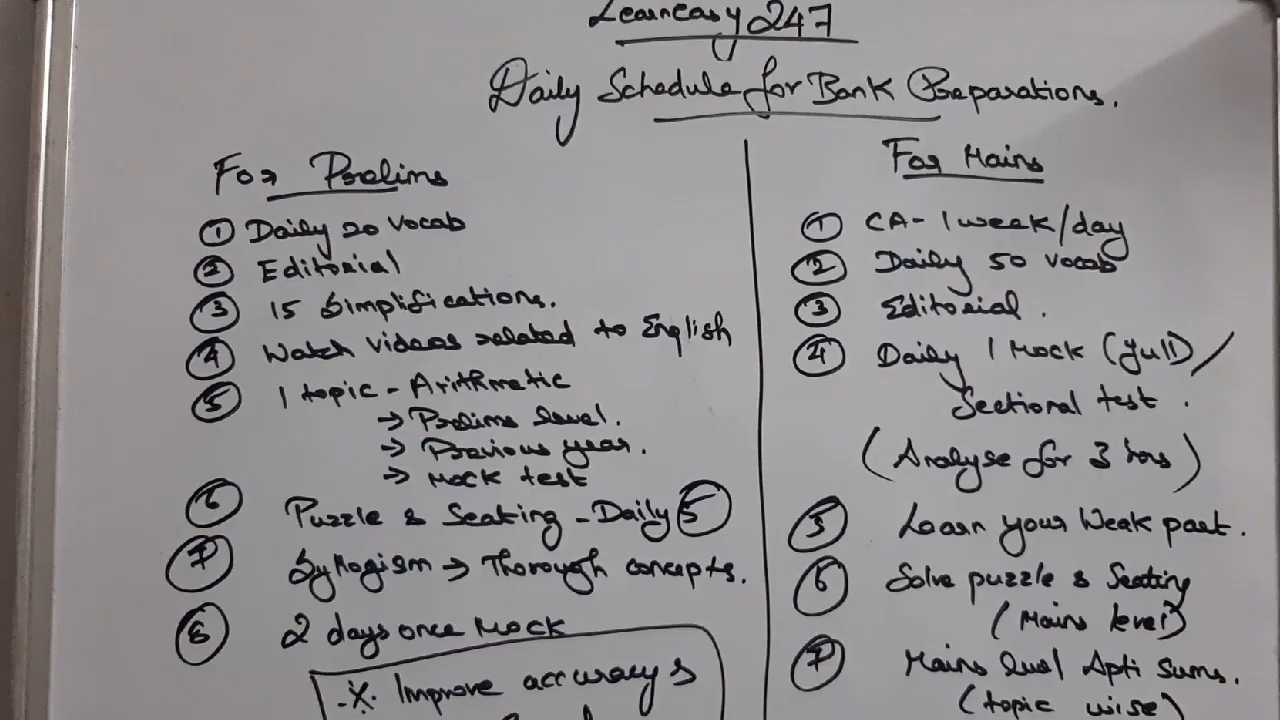 Learneasy 247
Daily Schedule for Bank Preparations.
For Prelims
① Daily 20 Vocab
② Editorial
③ 15 Simplifications.
④ Watch videos related to English
⑤ 1 topic - Arithmetic
→ Prelims level.
→ Previous year.
→ Mock test
⑥ Puzzle & Seating - Daily ⑤
⑦ Syllogism → Thorough concepts.
⑧ 2 days once Mock
Improve accuracy &
For Mains
① CA - 1 week/day
② Daily 50 vocab
③ Editorial.
④ Daily 1 Mock (full) /
Sectional test.
(Analyse for 3 hrs)
⑤ Learn your Weak part.
⑥ Solve puzzle & Seating
(Mains level)
⑦ Mains level Apti Sums.
(topic wise)